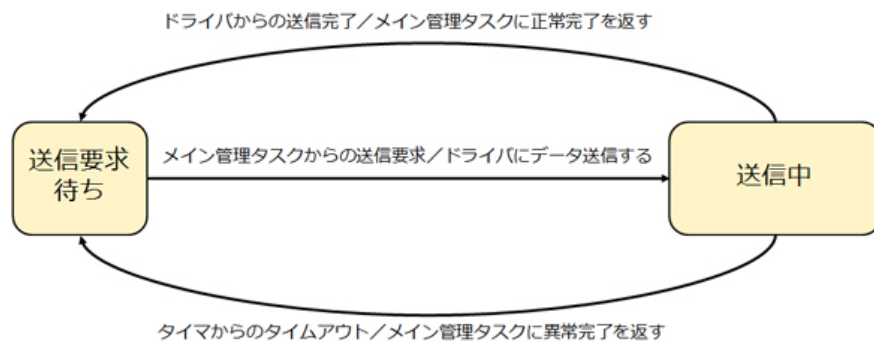 ドライバからの送信完了／メイン管理タスクに正常完了を返す
送信要求
待ち
メイン管理タスクからの送信要求／ドライバにデータ送信する
送信中
タイマからのタイムアウト／メイン管理タスクに異常完了を返す